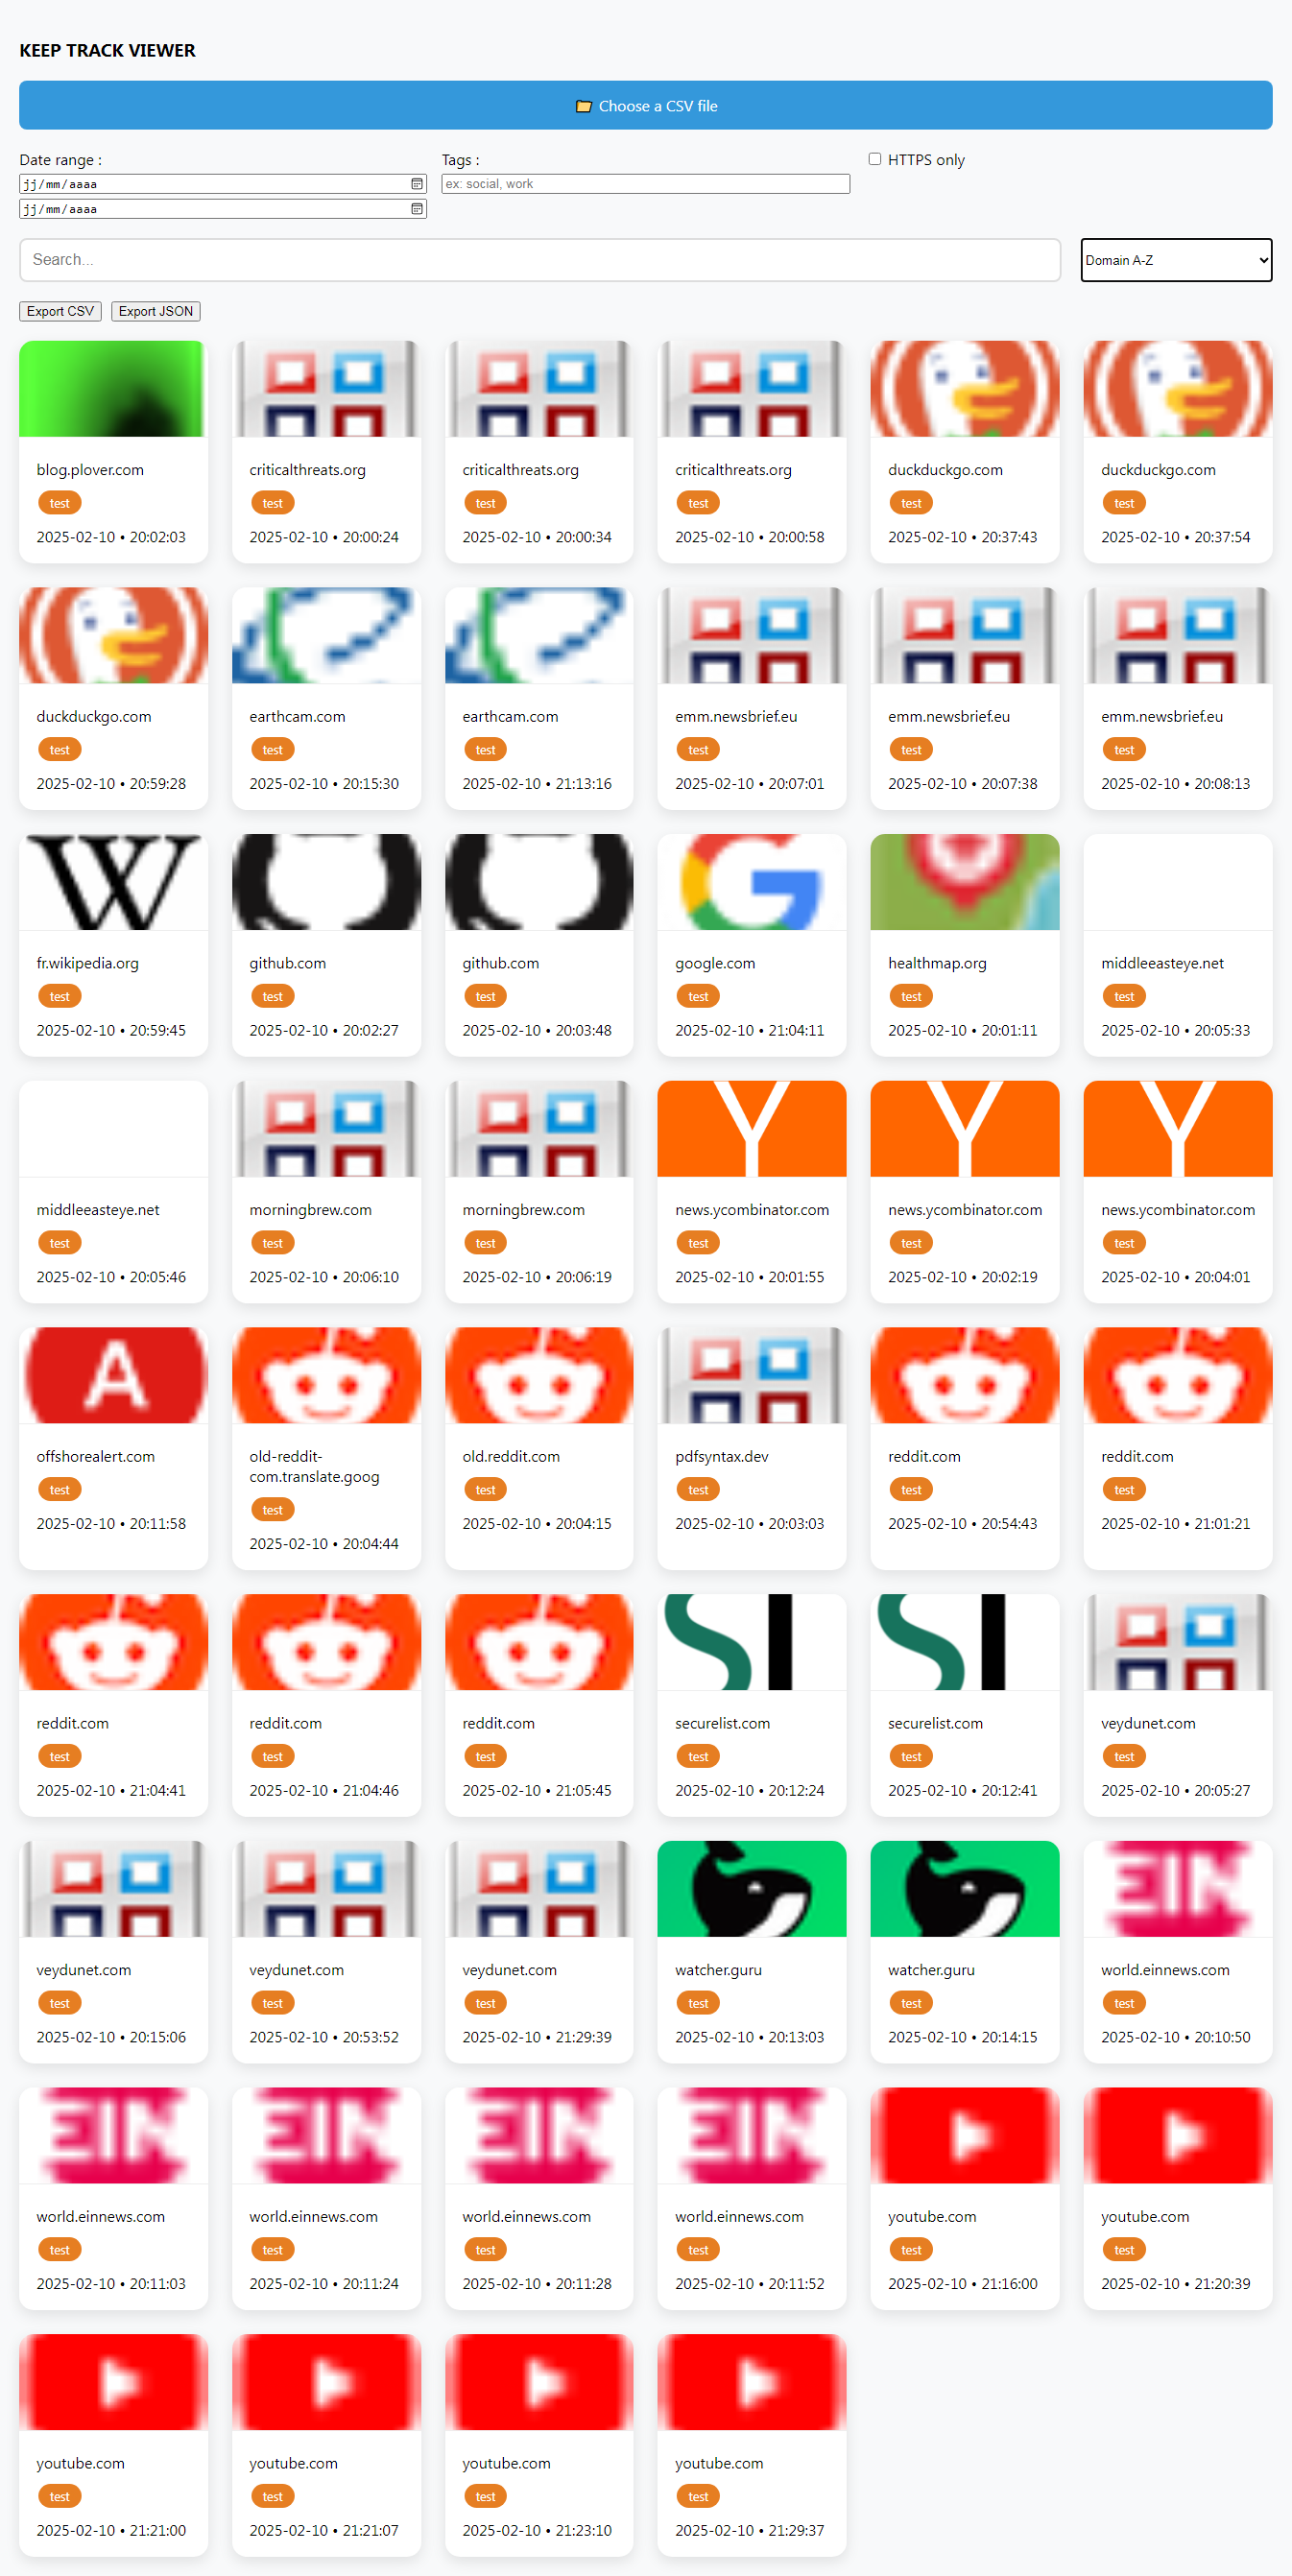 KEEP TRACK VIEWER
Choose a CSV file
Date range :
jj/mm/aaaa
jj/mm/aaaa
Tags :
ex: social, work
HTTPS only
Search...
Domain A-Z
Export CSV
Export JSON
blog.plover.com
test
2025-02-10 • 20:02:03
criticalthreats.org
test
2025-02-10 • 20:00:24
criticalthreats.org
test
2025-02-10 • 20:00:34
criticalthreats.org
test
2025-02-10 • 20:00:58
duckduckgo.com
test
2025-02-10 • 20:37:43
duckduckgo.com
test
2025-02-10 • 20:37:54
duckduckgo.com
test
2025-02-10 • 20:59:28
earthcam.com
test
2025-02-10 • 20:15:30
earthcam.com
test
2025-02-10 • 21:13:16
emm.newsbrief.eu
test
2025-02-10 • 20:07:01
emm.newsbrief.eu
test
2025-02-10 • 20:07:38
emm.newsbrief.eu
test
2025-02-10 • 20:08:13
W
fr.wikipedia.org
test
2025-02-10 • 20:59:45
github.com
test
2025-02-10 • 20:02:27
github.com
test
2025-02-10 • 20:03:48
G
google.com
test
2025-02-10 • 21:04:11
healthmap.org
test
2025-02-10 • 20:01:11
middleeasteye.net
test
2025-02-10 • 20:05:33
middleeasteye.net
test
2025-02-10 • 20:05:46
morningbrew.com
test
2025-02-10 • 20:06:10
morningbrew.com
test
2025-02-10 • 20:06:19
Y
news.ycombinator.com
test
2025-02-10 • 20:01:55
Y
news.ycombinator.com
test
2025-02-10 • 20:02:19
Y
news.ycombinator.com
test
2025-02-10 • 20:04:01
A
offshorealert.com
test
2025-02-10 • 20:11:58
old-reddit-
com.translate.goog
test
2025-02-10 • 20:04:44
old.reddit.com
test
2025-02-10 • 20:04:15
pdfsyntax.dev
test
2025-02-10 • 20:03:03
reddit.com
test
2025-02-10 • 20:54:43
reddit.com
test
2025-02-10 • 21:01:21
reddit.com
test
2025-02-10 • 21:04:41
reddit.com
test
2025-02-10 • 21:04:46
reddit.com
test
2025-02-10 • 21:05:45
SI
securelist.com
test
2025-02-10 • 20:12:24
SI
securelist.com
test
2025-02-10 • 20:12:41
veydunet.com
test
2025-02-10 • 20:05:27
veydunet.com
test
2025-02-10 • 20:15:06
veydunet.com
test
2025-02-10 • 20:53:52
veydunet.com
test
2025-02-10 • 21:29:39
watcher.guru
test
2025-02-10 • 20:13:03
watcher.guru
test
2025-02-10 • 20:14:15
EIN
world.einnews.com
test
2025-02-10 • 20:10:50
EIN
world.einnews.com
test
2025-02-10 • 20:11:03
EIN
world.einnews.com
test
2025-02-10 • 20:11:24
EIN
world.einnews.com
test
2025-02-10 • 20:11:28
EIN
world.einnews.com
test
2025-02-10 • 20:11:52
youtube.com
test
2025-02-10 • 21:16:00
youtube.com
test
2025-02-10 • 21:20:39
youtube.com
test
2025-02-10 • 21:21:00
youtube.com
test
2025-02-10 • 21:21:07
youtube.com
test
2025-02-10 • 21:23:10
youtube.com
test
2025-02-10 • 21:29:37